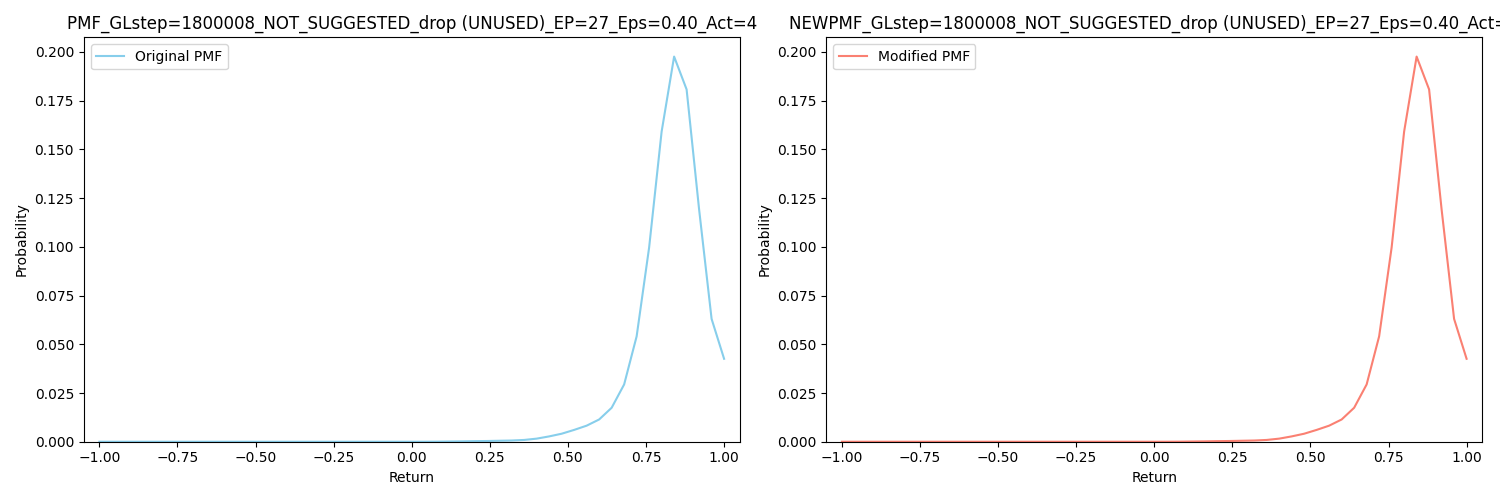 PMF_GLstep=1800008_NOT_SUGGESTED_drop (UNUSED)_EP=27_Eps=0.40_Act=4
Original PMF
0.200
0.175
0.150
0.125
0.100
0.075
0.050
0.025
0.000
Probability
−1.00 −0.75 −0.50 −0.25 0.00 0.25 0.50 0.75 1.00
Return
NEWPMF_GLstep=1800008_NOT_SUGGESTED_drop (UNUSED)_EP=27_Eps=0.40_Act=
Modified PMF
0.200
0.175
0.150
0.125
0.100
0.075
0.050
0.025
0.000
Probability
−1.00 −0.75 −0.50 −0.25 0.00 0.25 0.50 0.75 1.00
Return